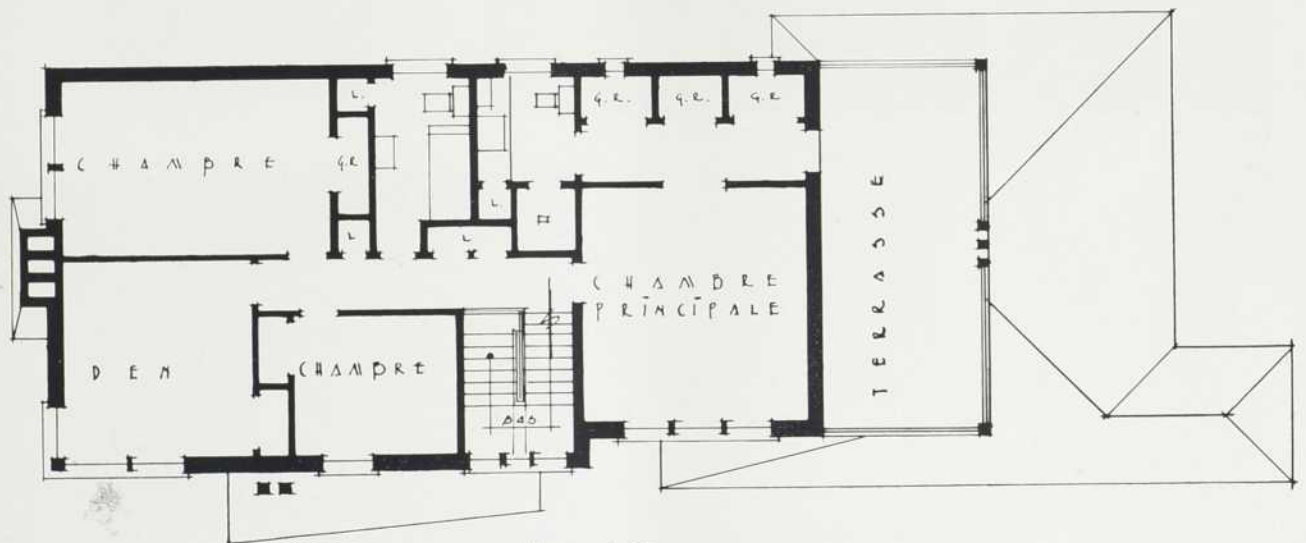 L.
G.R.
G.R.
G.R
CHAMBRE
G.R
L.
L
L
CHAMBRE
PRINCIPALE
TERRASSE
DEN
CHAMBRE
BAS